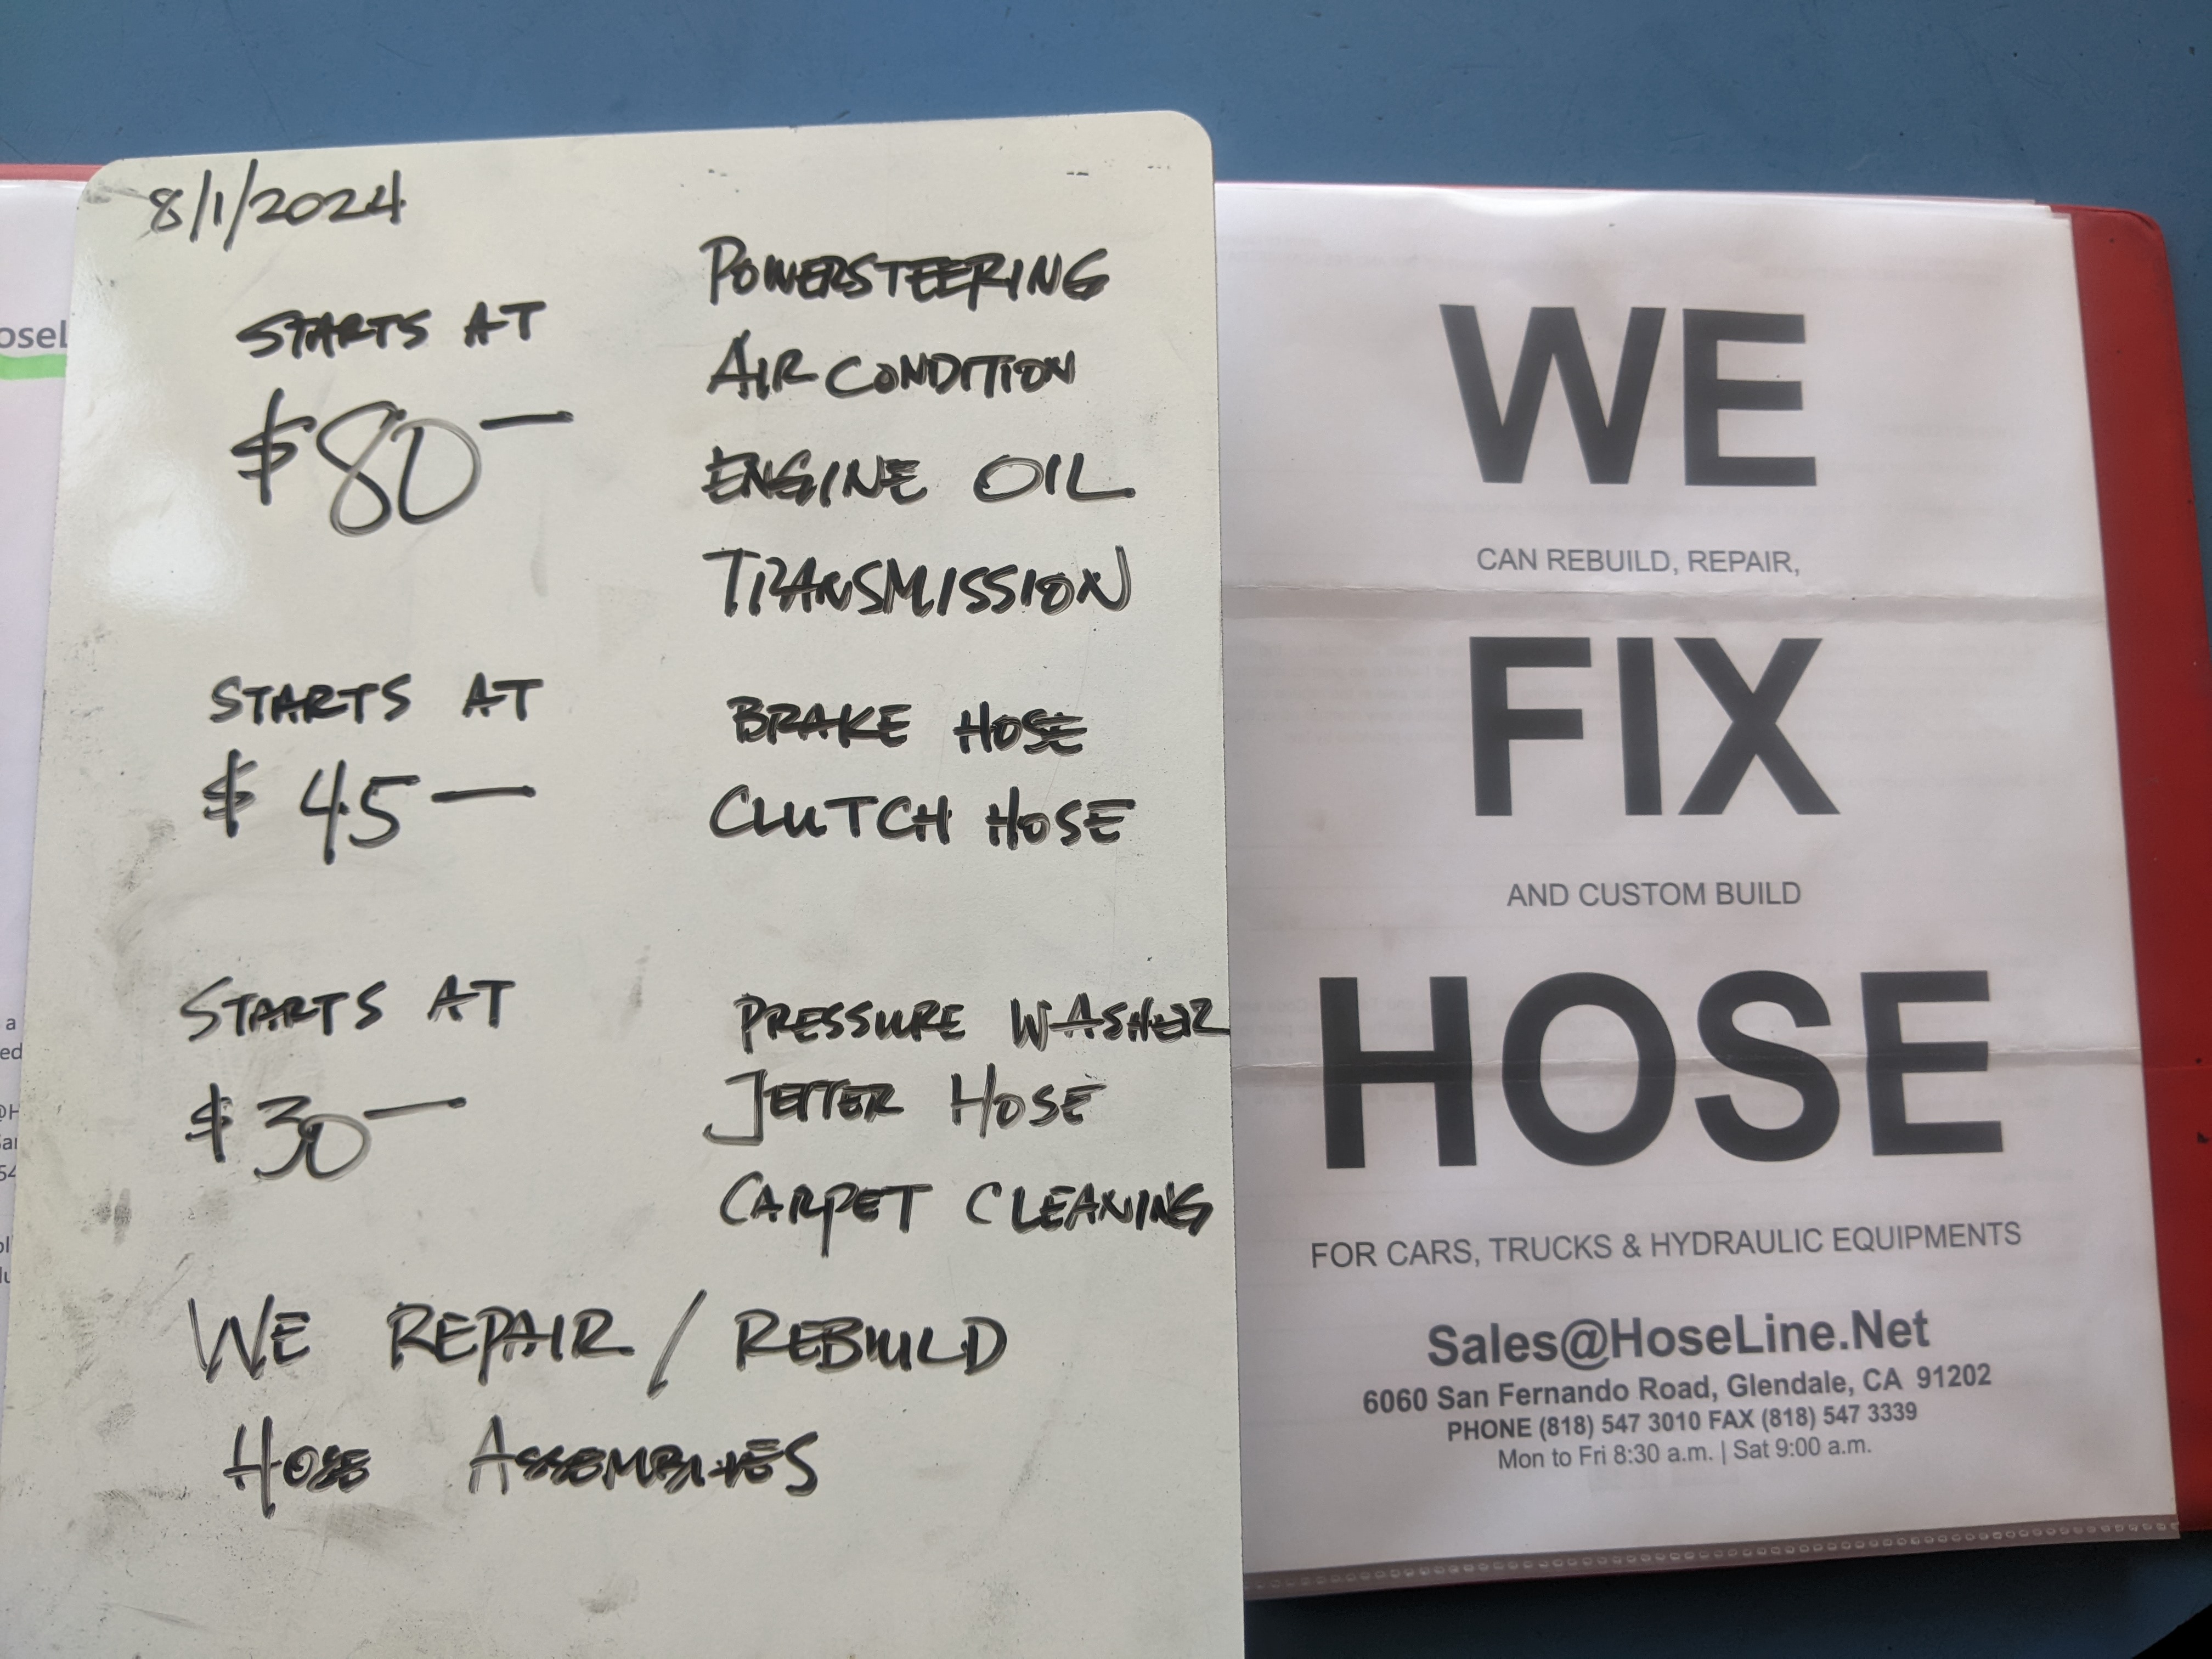 8/1/2024
STARTS AT
$80—
POWERSTEERING
AIR CONDITION
ENGINE OIL
TRANSMISSION
STARTS AT
$45—
BRAKE HOSE
CLUTCH HOSE
STARTS AT
$30—
PRESSURE WASHER
JETTER HOSE
CARPET CLEANING
WE REPAIR / REBUILD
HOSE ASSEMBLIES
WE
CAN REBUILD, REPAIR,
FIX
AND CUSTOM BUILD
HOSE
FOR CARS, TRUCKS & HYDRAULIC EQUIPMENTS
Sales@HoseLine.Net
6060 San Fernando Road, Glendale, CA 91202
PHONE (818) 547 3010 FAX (818) 547 3339
Mon to Fri 8:30 a.m. | Sat 9:00 a.m.